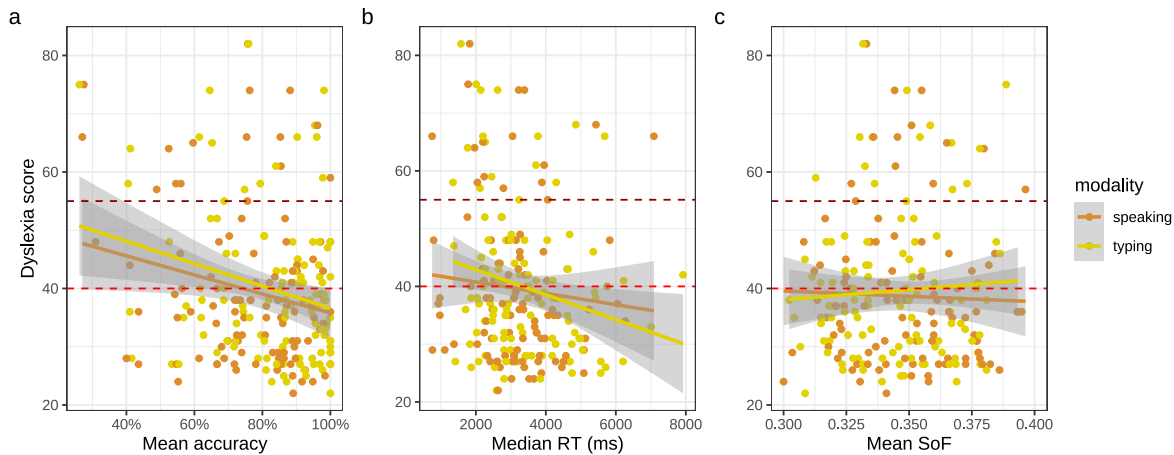 a
b
c
Dyslexia score
80
60
40
20
40%
60%
80%
100%
Mean accuracy
80
60
40
20
2000
4000
6000
8000
Median RT (ms)
80
60
40
20
0.300
0.325
0.350
0.375
0.400
Mean SoF
modality
speaking
typing